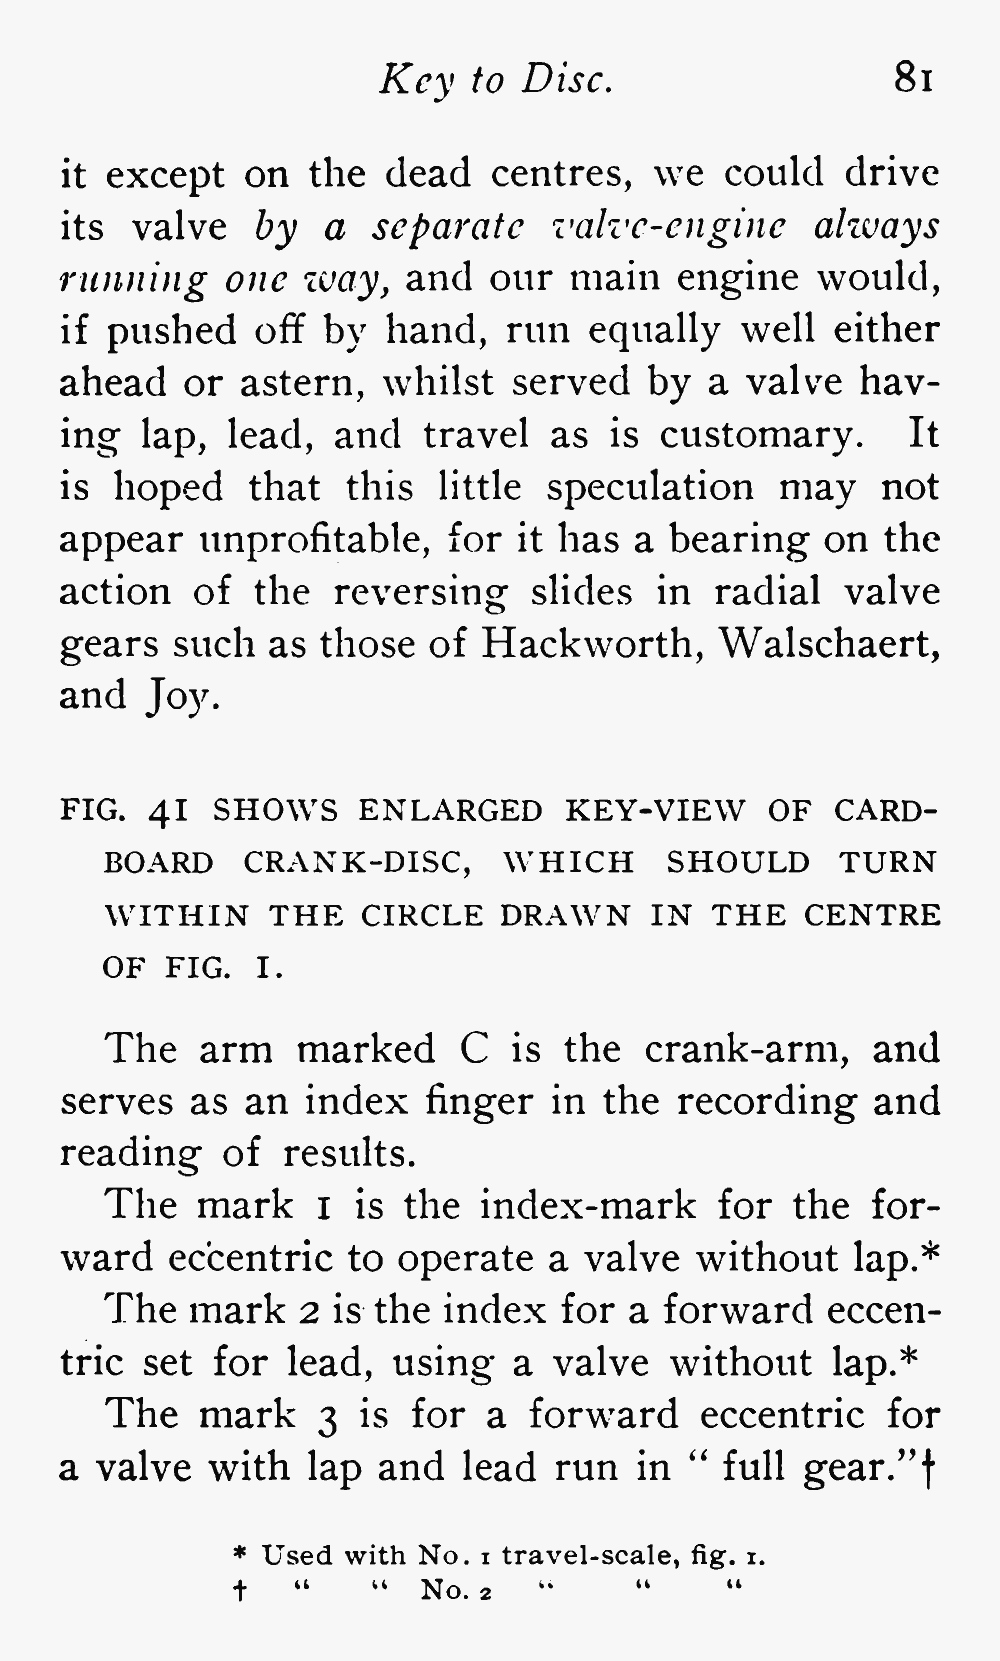 Key to Disc. 81
it except on the dead centres, we could drive
its valve by a separate valve-engine always
running one way, and our main engine would,
if pushed off by hand, run equally well either
ahead or astern, whilst served by a valve hav-
ing lap, lead, and travel as is customary. It
is hoped that this little speculation may not
appear unprofitable, for it has a bearing on the
action of the reversing slides in radial valve
gears such as those of Hackworth, Walschaert,
and Joy.
FIG. 41 SHOWS ENLARGED KEY-VIEW OF CARD-
BOARD CRANK-DISC, WHICH SHOULD TURN
WITHIN THE CIRCLE DRAWN IN THE CENTRE
OF FIG. 1.
The arm marked C is the crank-arm, and
serves as an index finger in the recording and
reading of results.
The mark 1 is the index-mark for the for-
ward eccentric to operate a valve without lap.*
The mark 2 is the index for a forward eccen-
tric set for lead, using a valve without lap.*
The mark 3 is for a forward eccentric for
a valve with lap and lead run in “ full gear.”†
* Used with No. 1 travel-scale, fig. 1.
† “ “ No. 2 “ “ “